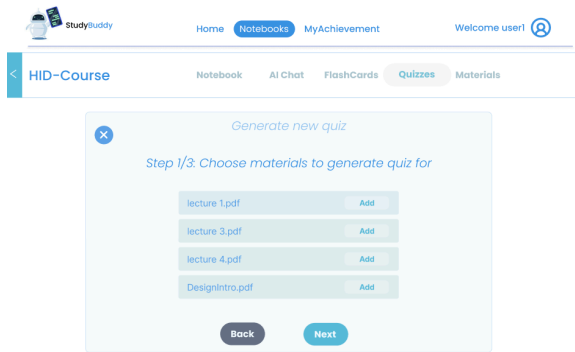 StudyBuddy
Home Notebooks MyAchievement Welcome user1
< HID-Course Notebook AI Chat FlashCards Quizzes Materials
Generate new quiz
Step 1/3: Choose materials to generate quiz for
lecture 1.pdf Add
lecture 3.pdf Add
lecture 4.pdf Add
DesignIntro.pdf Add
Back Next